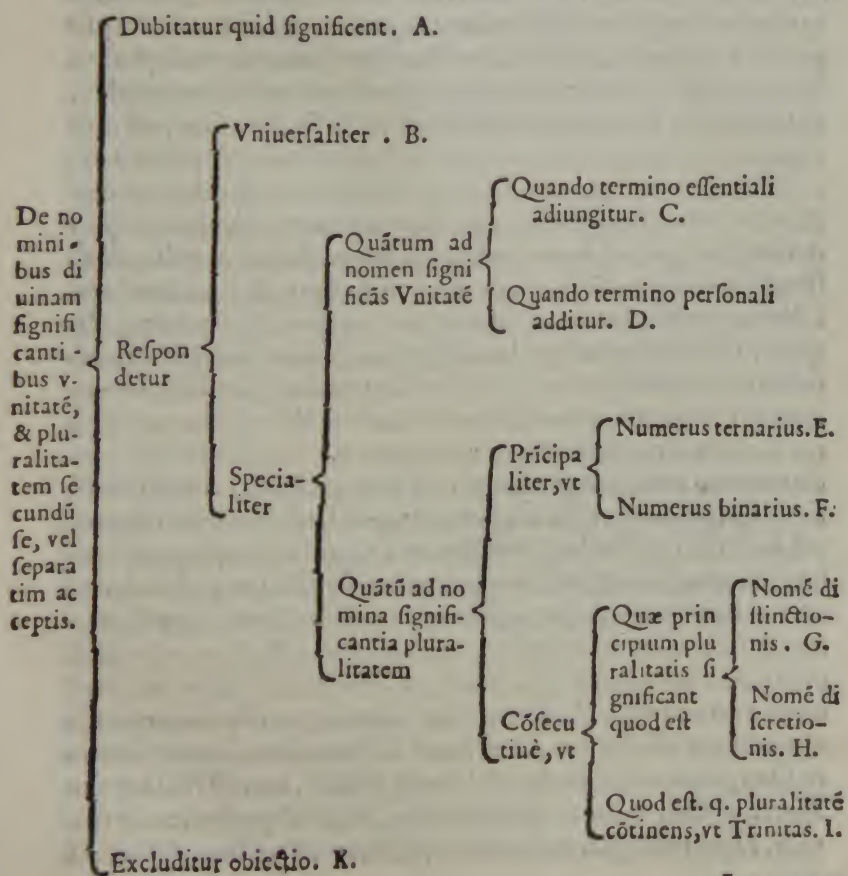 Dubitatur quid ſignificent. A.
De no
mini-
bus di
uinam
ſignifi
canti-
bus v-
nitatẽ,
& plu-
ralita-
tem ſe
cundũ
ſe, vel
ſepara
tim ac
ceptis.
Reſpon
detur
Vniuerſaliter . B.
Specia-
liter
Quãtum ad
nomen ſigni
ficãs Vnitatẽ
Quando termino eſſentiali
adiungitur. C.
Quando termino perſonali
additur. D.
Quãtũ ad no
mina ſignifi-
cantia plura-
litatem
Prĩcipa
liter, vt
Numerus ternarius. E.
Numerus binarius. F.
Cõſecu
tiuè, vt
Quæ prin
cipium plu
ralitatis ſi
gnificant
quod eſt
Nomẽ di
ſtinctio-
nis . G.
Nomẽ di
ſcretio-
nis. H.
Quod eſt. q. pluralitatẽ
cõtinens, vt Trinitas. I.
Excluditur obiectio. K.